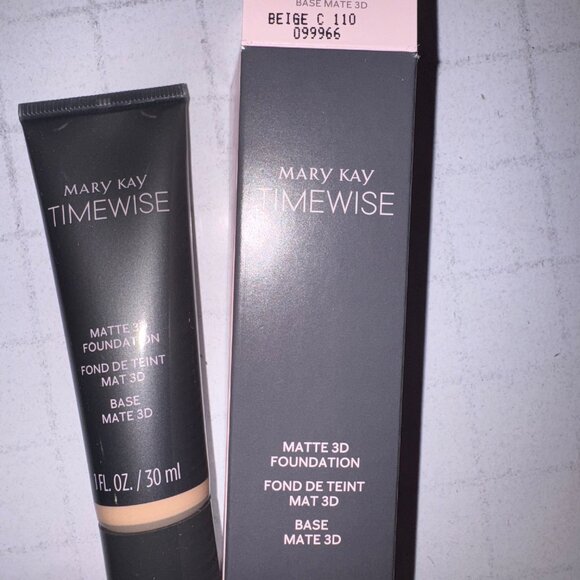 BASE MATE 3D
BEIGE C 110
099966
MARY KAY
TIMEWISE
MATTE 3D
FOUNDATION
FOND DE TEINT
MAT 3D
BASE
MATE 3D
1 FL. OZ. / 30 ml
MARY KAY
TIMEWISE
MATTE 3D
FOUNDATION
FOND DE TEINT
MAT 3D
BASE
MATE 3D